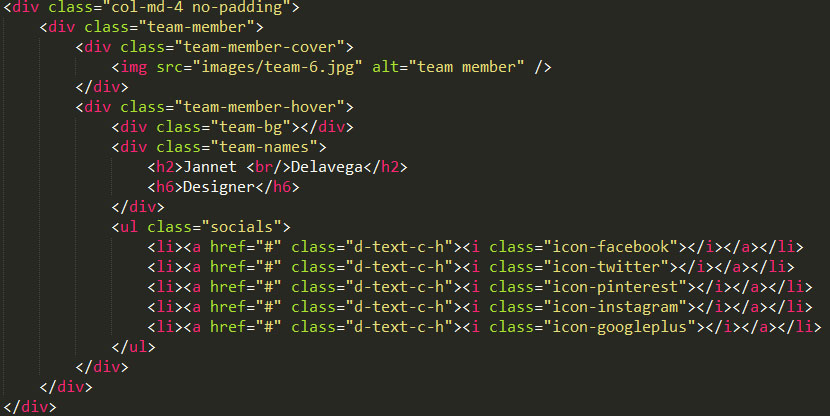 <div class="col-md-4 no-padding">
    <div class="team-member">
        <div class="team-member-cover">
            <img src="images/team-6.jpg" alt="team member" />
        </div>
        <div class="team-member-hover">
            <div class="team-bg"></div>
            <div class="team-names">
                <h2>Jannet <br/>Delavega</h2>
                <h6>Designer</h6>
            </div>
            <ul class="socials">
                <li><a href="#" class="d-text-c-h"><i class="icon-facebook"></i></a></li>
                <li><a href="#" class="d-text-c-h"><i class="icon-twitter"></i></a></li>
                <li><a href="#" class="d-text-c-h"><i class="icon-pinterest"></i></a></li>
                <li><a href="#" class="d-text-c-h"><i class="icon-instagram"></i></a></li>
                <li><a href="#" class="d-text-c-h"><i class="icon-googleplus"></i></a></li>
            </ul>
        </div>
    </div>
</div>